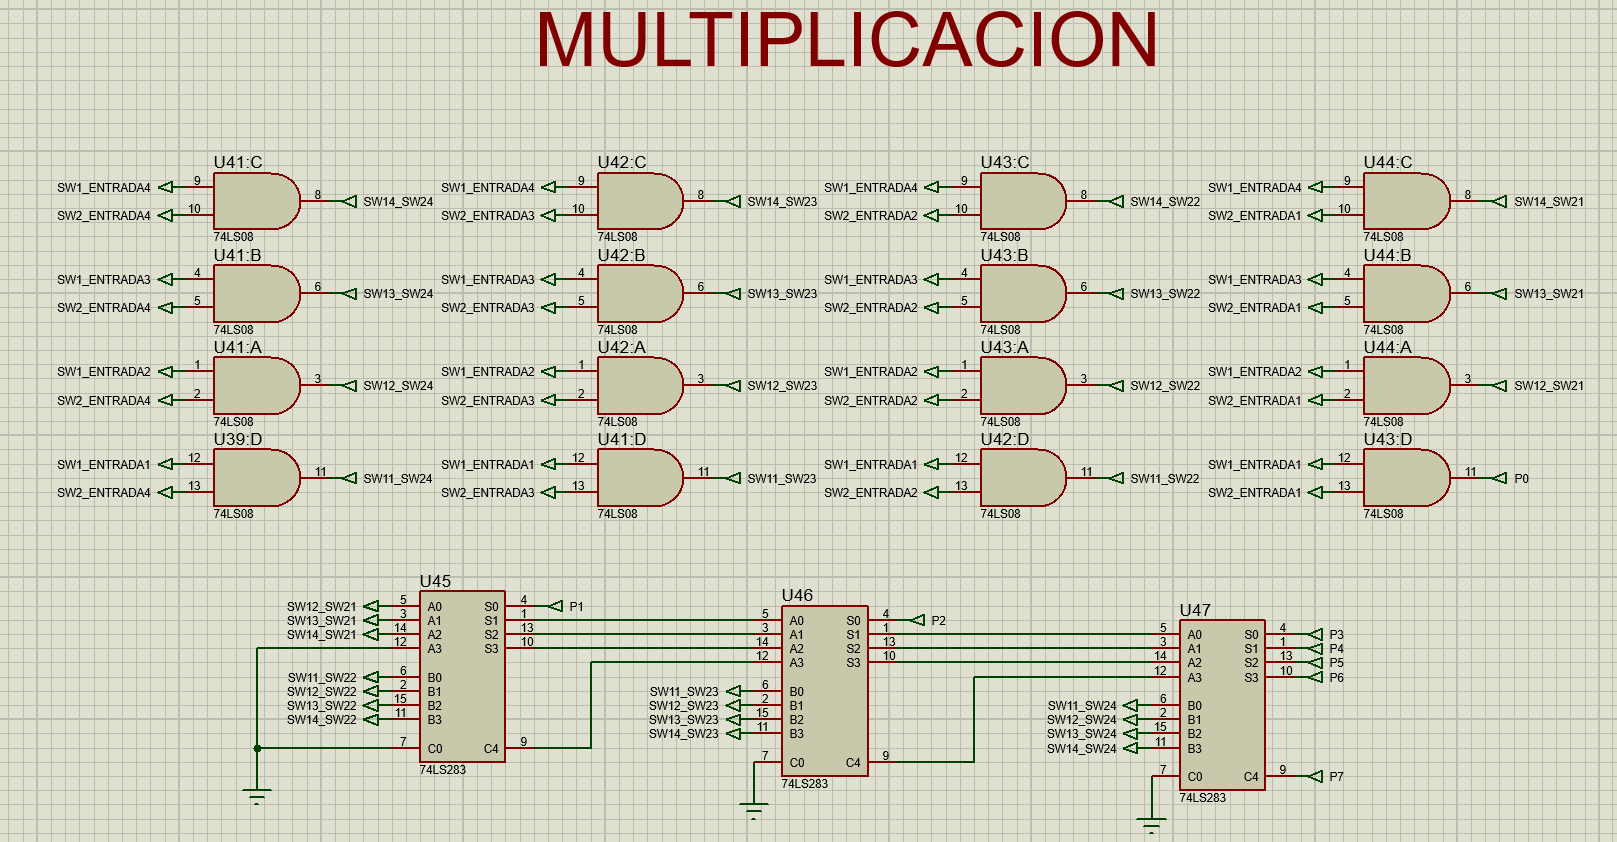 MULTIPLICACION
U41:C U42:C U43:C U44:C
SW1_ENTRADA4 9 8 SW14_SW24 SW1_ENTRADA4 9 8 SW14_SW23 SW1_ENTRADA4 9 8 SW14_SW22 SW1_ENTRADA4 9 8 SW14_SW21
SW2_ENTRADA4 10 SW2_ENTRADA3 10 SW2_ENTRADA2 10 SW2_ENTRADA1 10
74LS08 74LS08 74LS08 74LS08
U41:B U42:B U43:B U44:B
SW1_ENTRADA3 4 6 SW13_SW24 SW1_ENTRADA3 4 6 SW13_SW23 SW1_ENTRADA3 4 6 SW13_SW22 SW1_ENTRADA3 4 6 SW13_SW21
SW2_ENTRADA4 5 SW2_ENTRADA3 5 SW2_ENTRADA2 5 SW2_ENTRADA1 5
74LS08 74LS08 74LS08 74LS08
U41:A U42:A U43:A U44:A
SW1_ENTRADA2 1 3 SW12_SW24 SW1_ENTRADA2 1 3 SW12_SW23 SW1_ENTRADA2 1 3 SW12_SW22 SW1_ENTRADA2 1 3 SW12_SW21
SW2_ENTRADA4 2 SW2_ENTRADA3 2 SW2_ENTRADA2 2 SW2_ENTRADA1 2
74LS08 74LS08 74LS08 74LS08
U39:D U41:D U42:D U43:D
SW1_ENTRADA1 12 11 SW11_SW24 SW1_ENTRADA1 12 11 SW11_SW23 SW1_ENTRADA1 12 11 SW11_SW22 SW1_ENTRADA1 12 11 P0
SW2_ENTRADA4 13 SW2_ENTRADA3 13 SW2_ENTRADA2 13 SW2_ENTRADA1 13
74LS08 74LS08 74LS08 74LS08
U45
SW12_SW21 5 A0 S0 4 P1
SW13_SW21 3 A1 S1 1
SW14_SW21 14 A2 S2 13
12 A3 S3 10
SW11_SW22 6 B0
SW12_SW22 2 B1
SW13_SW22 15 B2
SW14_SW22 11 B3
7 C0 C4 9
74LS283
U46
5 A0 S0 4 P2
3 A1 S1 1
14 A2 S2 13
12 A3 S3 10
SW11_SW23 6 B0
SW12_SW23 2 B1
SW13_SW23 15 B2
SW14_SW23 11 B3
7 C0 C4 9
74LS283
U47
5 A0 S0 4 P3
3 A1 S1 1 P4
14 A2 S2 13 P5
12 A3 S3 10 P6
SW11_SW24 6 B0
SW12_SW24 2 B1
SW13_SW24 15 B2
SW14_SW24 11 B3
7 C0 C4 9 P7
74LS283